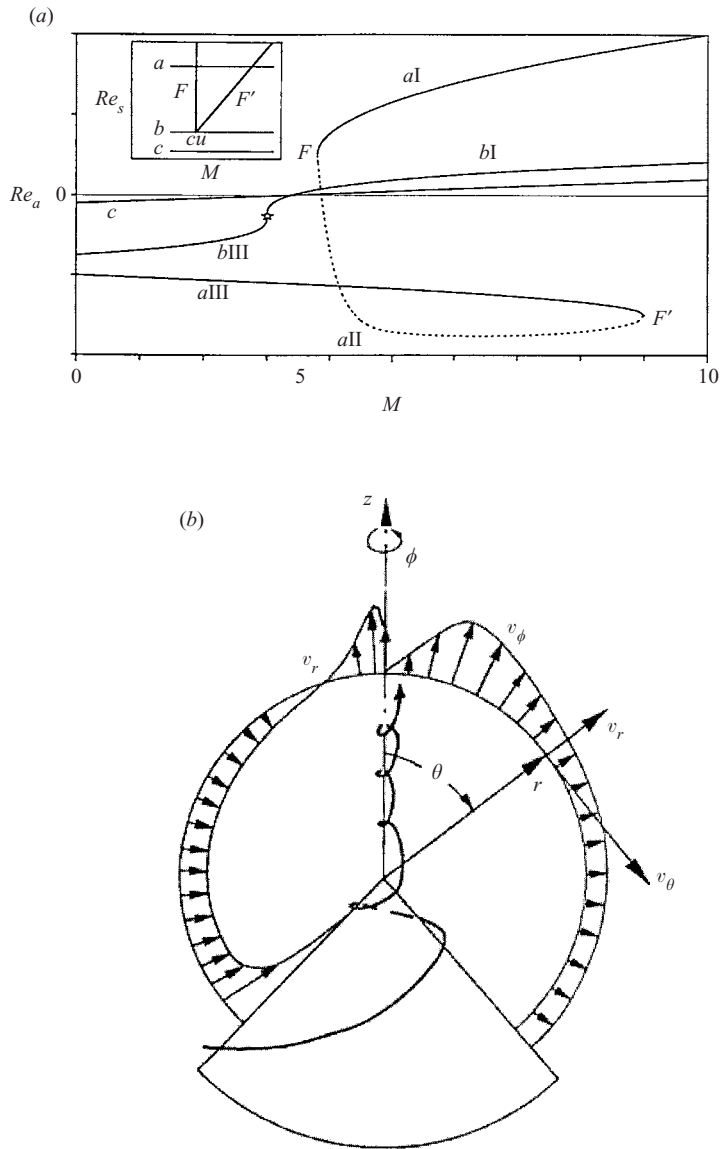 (a)
a
Re_s
F
F′
b
cu
c
M
aI
F
bI
Re_a 0
c
bIII
aIII
F′
aII
0 5 10
M
(b)
z
ϕ
v_ϕ
v_r
v_r
θ
r
v_θ